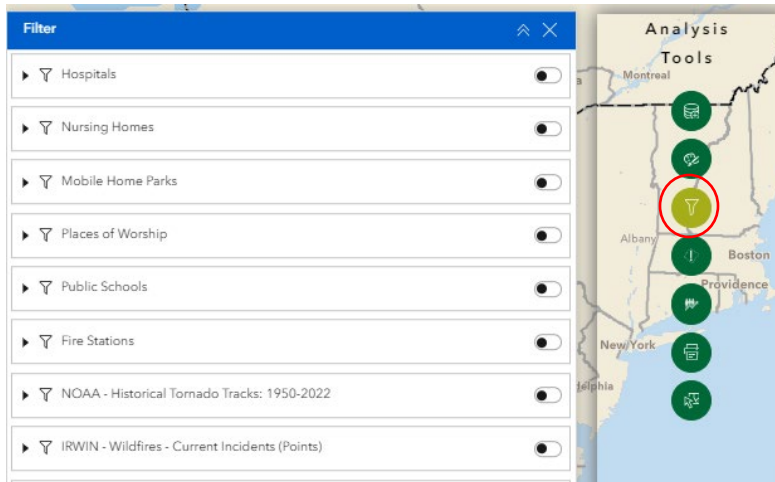 Filter
Hospitals
Nursing Homes
Mobile Home Parks
Places of Worship
Public Schools
Fire Stations
NOAA - Historical Tornado Tracks: 1950-2022
IRWIN - Wildfires - Current Incidents (Points)
Analysis
Tools
Montreal
Albany
Boston
Providence
New York
delphia